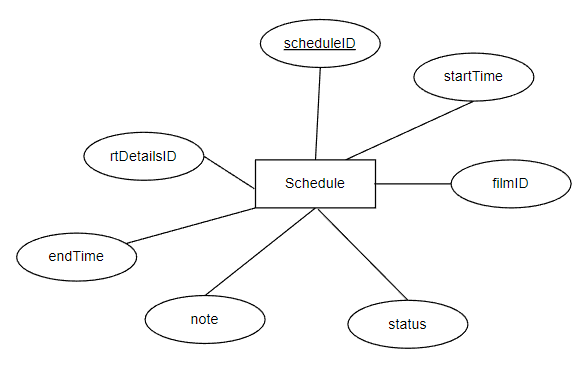 scheduleID
startTime
rtDetailsID
Schedule
filmID
endTime
note
status